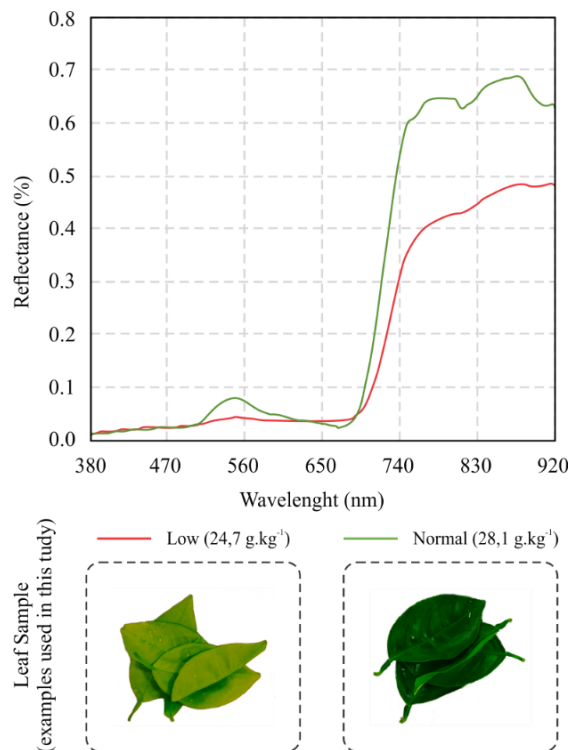 0.8
0.7
0.6
0.5
0.4
0.3
0.2
0.1
0.0
Reflectance (%)
380 470 560 650 740 830 920
Wavelenght (nm)
Low (24,7 g.kg⁻¹) Normal (28,1 g.kg⁻¹)
Leaf Sample
(examples used in this tudy)